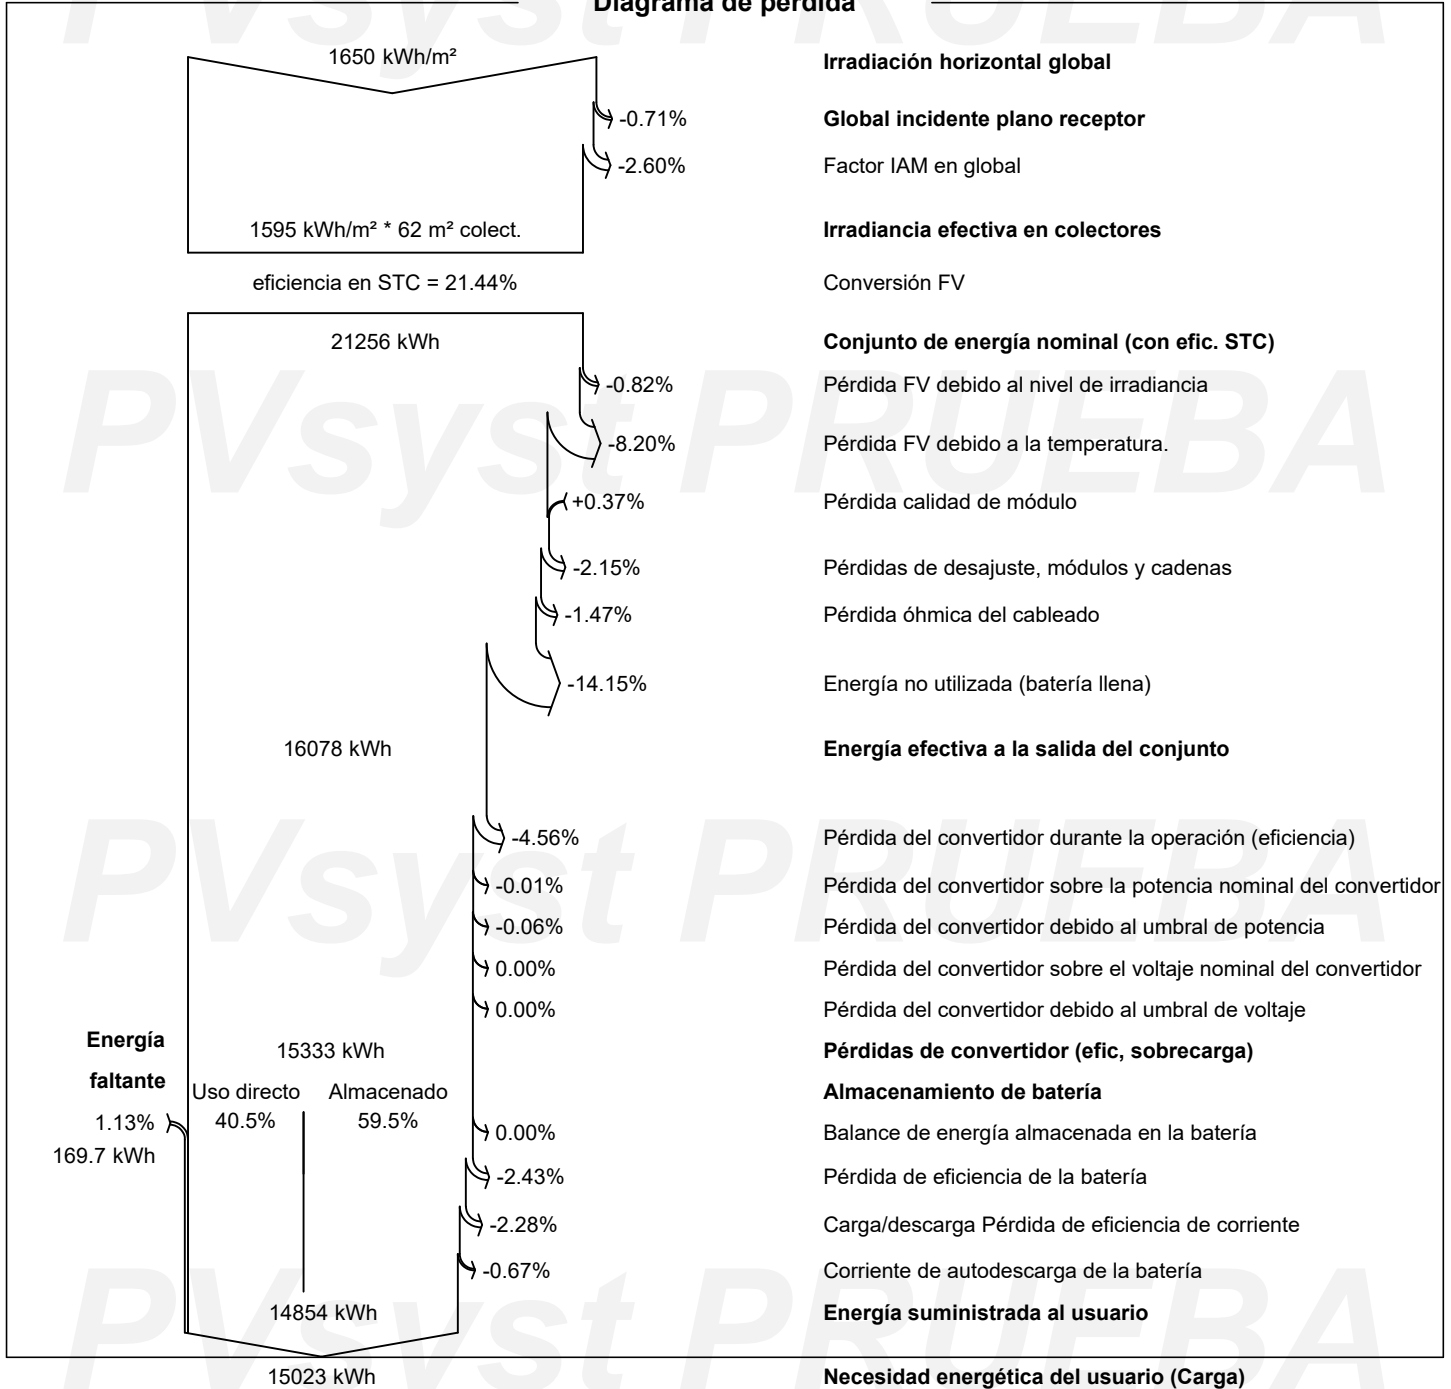 Diagrama de pérdida
1650 kWh/m² Irradiación horizontal global
-0.71% Global incidente plano receptor
-2.60% Factor IAM en global
1595 kWh/m² * 62 m² colect. Irradiancia efectiva en colectores
eficiencia en STC = 21.44% Conversión FV
21256 kWh Conjunto de energía nominal (con efic. STC)
-0.82% Pérdida FV debido al nivel de irradiancia
-8.20% Pérdida FV debido a la temperatura.
+0.37% Pérdida calidad de módulo
-2.15% Pérdidas de desajuste, módulos y cadenas
-1.47% Pérdida óhmica del cableado
-14.15% Energía no utilizada (batería llena)
16078 kWh Energía efectiva a la salida del conjunto
-4.56% Pérdida del convertidor durante la operación (eficiencia)
-0.01% Pérdida del convertidor sobre la potencia nominal del convertidor
-0.06% Pérdida del convertidor debido al umbral de potencia
0.00% Pérdida del convertidor sobre el voltaje nominal del convertidor
0.00% Pérdida del convertidor debido al umbral de voltaje
Energía
15333 kWh Pérdidas de convertidor (efic, sobrecarga)
faltante
Uso directo Almacenado Almacenamiento de batería
1.13% 40.5% 59.5%
0.00% Balance de energía almacenada en la batería
169.7 kWh
-2.43% Pérdida de eficiencia de la batería
-2.28% Carga/descarga Pérdida de eficiencia de corriente
-0.67% Corriente de autodescarga de la batería
14854 kWh Energía suministrada al usuario
15023 kWh Necesidad energética del usuario (Carga)
PVsyst PRUEBA
PVsyst PRUEBA
PVsyst PRUEBA
PVsyst PRUEBA